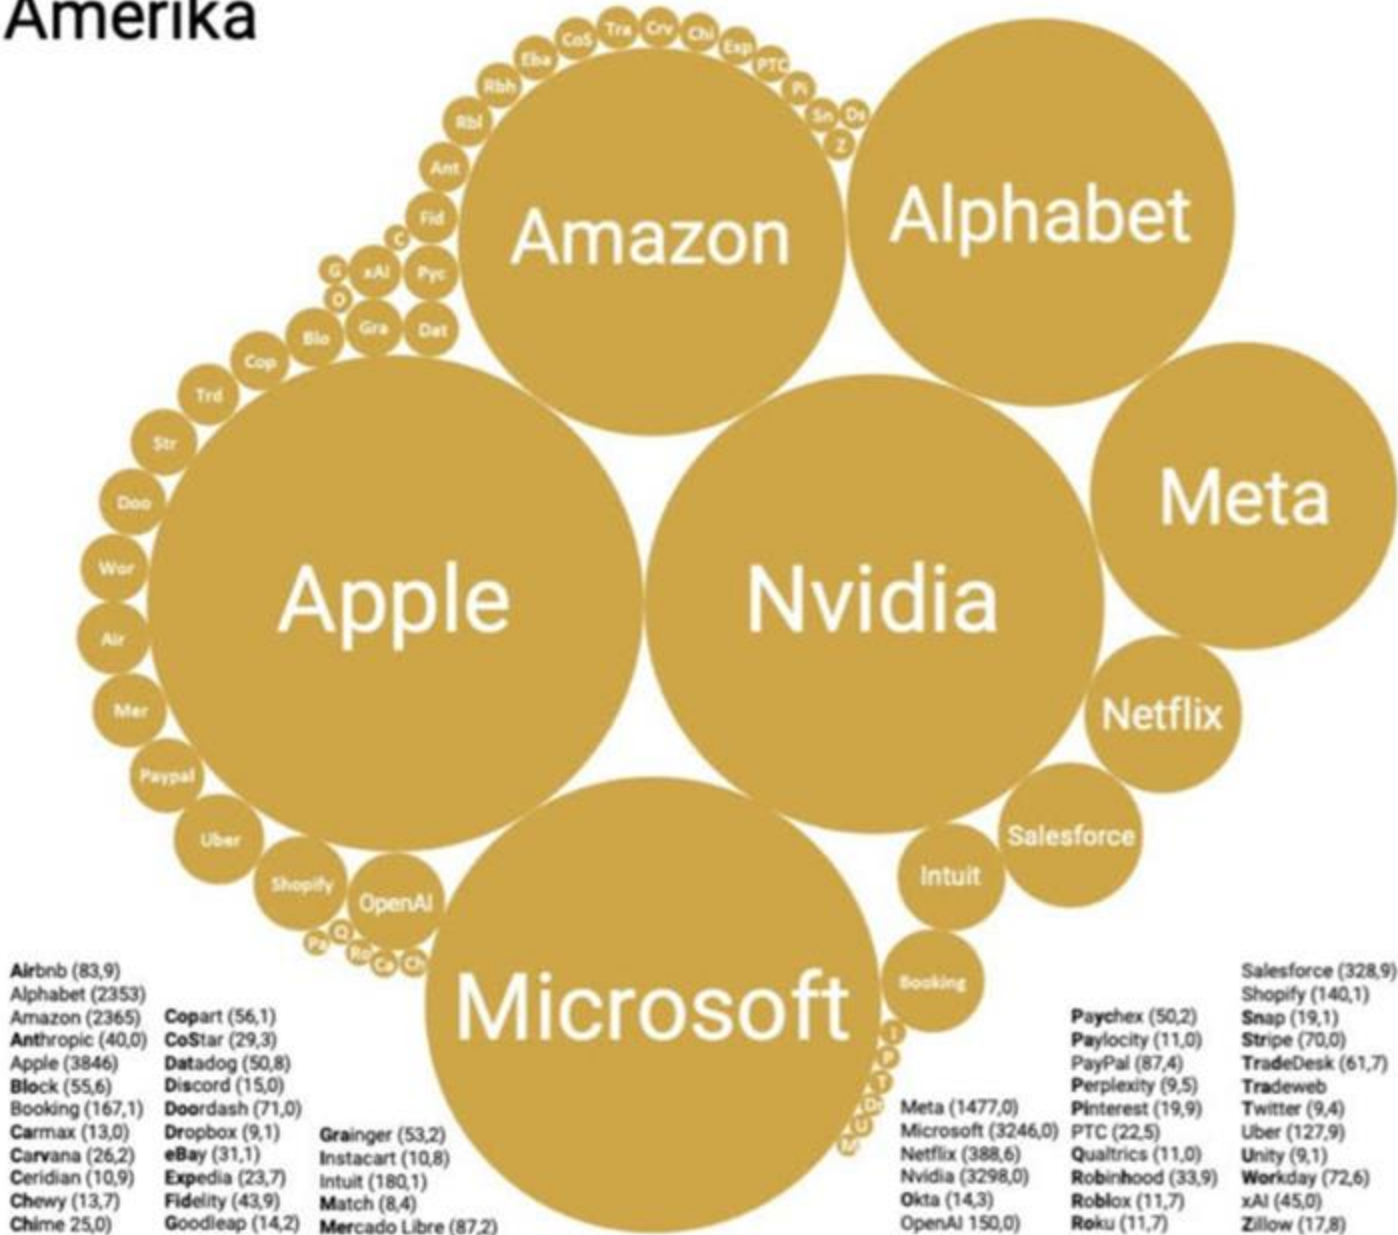 Amerika
CoS
Tra
Crv
Chi
Exp
PTC
Pi
Sn
Ds
Z
Eba
Rbh
Rbl
Ant
Fid
C
G
xAI
Pyc
O
Blo
Gra
Dat
Cop
Trd
Str
Doo
Wor
Air
Mer
Paypal
Uber
Shopify
OpenAI
Pa
Q
Ro
Ce
Ch
Amazon
Alphabet
Meta
Apple
Nvidia
Netflix
Salesforce
Intuit
Booking
Microsoft
I
P
T
Dr
U
M
Airbnb (83,9)
Alphabet (2353)
Amazon (2365)
Anthropic (40,0)
Apple (3846)
Block (55,6)
Booking (167,1)
Carmax (13,0)
Carvana (26,2)
Ceridian (10,9)
Chewy (13,7)
Chime 25,0)
Copart (56,1)
CoStar (29,3)
Datadog (50,8)
Discord (15,0)
Doordash (71,0)
Dropbox (9,1)
eBay (31,1)
Expedia (23,7)
Fidelity (43,9)
Goodleap (14,2)
Grainger (53,2)
Instacart (10,8)
Intuit (180,1)
Match (8,4)
Mercado Libre (87,2)
Meta (1477,0)
Microsoft (3246,0)
Netflix (388,6)
Nvidia (3298,0)
Okta (14,3)
OpenAI 150,0)
Paychex (50,2)
Paylocity (11,0)
PayPal (87,4)
Perplexity (9,5)
Pinterest (19,9)
PTC (22,5)
Qualtrics (11,0)
Robinhood (33,9)
Roblox (11,7)
Roku (11,7)
Salesforce (328,9)
Shopify (140,1)
Snap (19,1)
Stripe (70,0)
TradeDesk (61,7)
Tradeweb
Twitter (9,4)
Uber (127,9)
Unity (9,1)
Workday (72,6)
xAI (45,0)
Zillow (17,8)